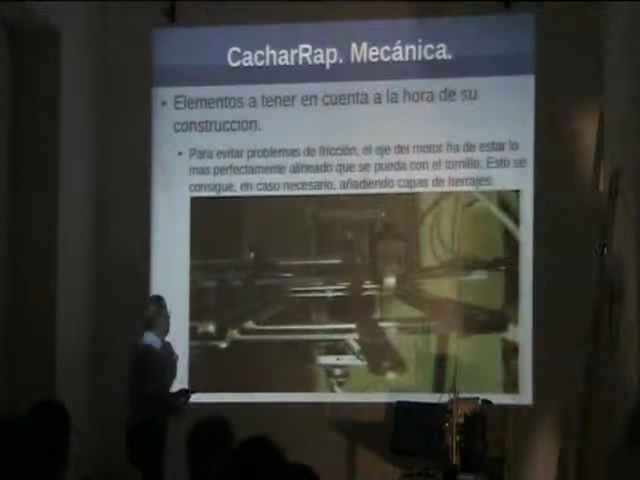 CacharRap. Mecánica.
Elementos a tener en cuenta a la hora de su
construccion.
Para evitar problemas de fricción, el eje del motor ha de estar lo
mas perfectamente alineado que se pueda con el tornillo. Esto se
consigue, en caso necesario, añadiendo capas de herrajes.